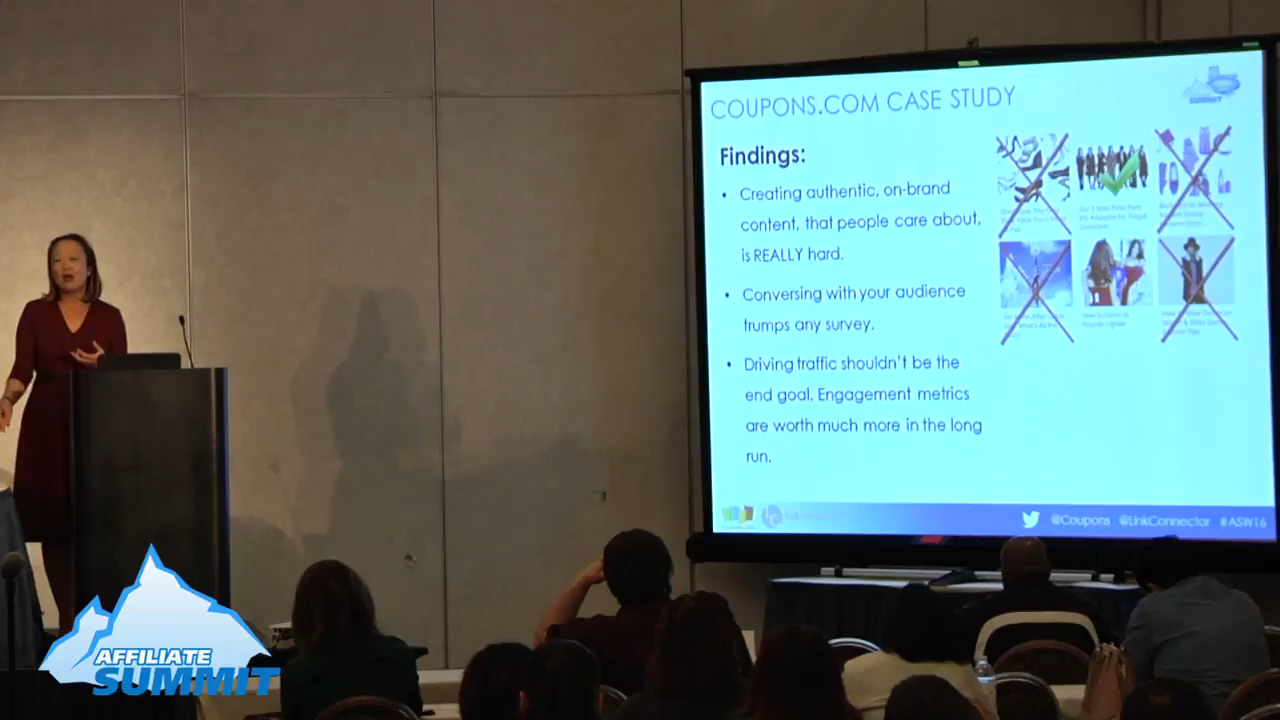 COUPONS.COM CASE STUDY
SUMMIT
Findings:
• Creating authentic, on-brand
content, that people care about,
is REALLY hard.
• Conversing with your audience
trumps any survey.
• Driving traffic shouldn't be the
end goal. Engagement metrics
are worth much more in the long
run.
@Coupons @LinkConnector #ASW16
AFFILIATE
SUMMIT